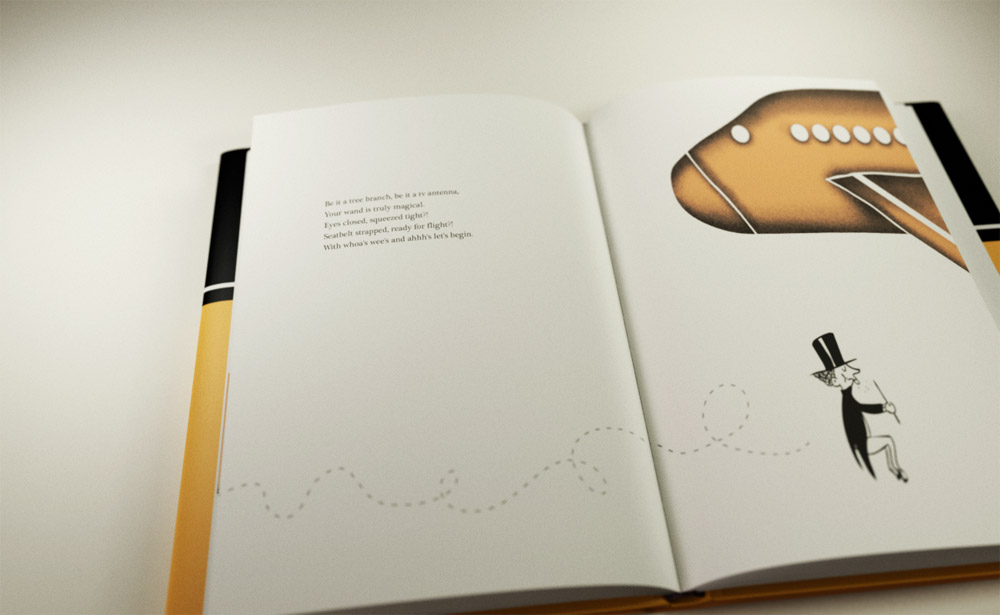 Be it a tree branch, be it a tv antenna,
Your wand is truly magical.
Eyes closed, squeezed tight?!
Seatbelt strapped, ready for flight?!
With whoa's wee's and ahhh's let's begin.